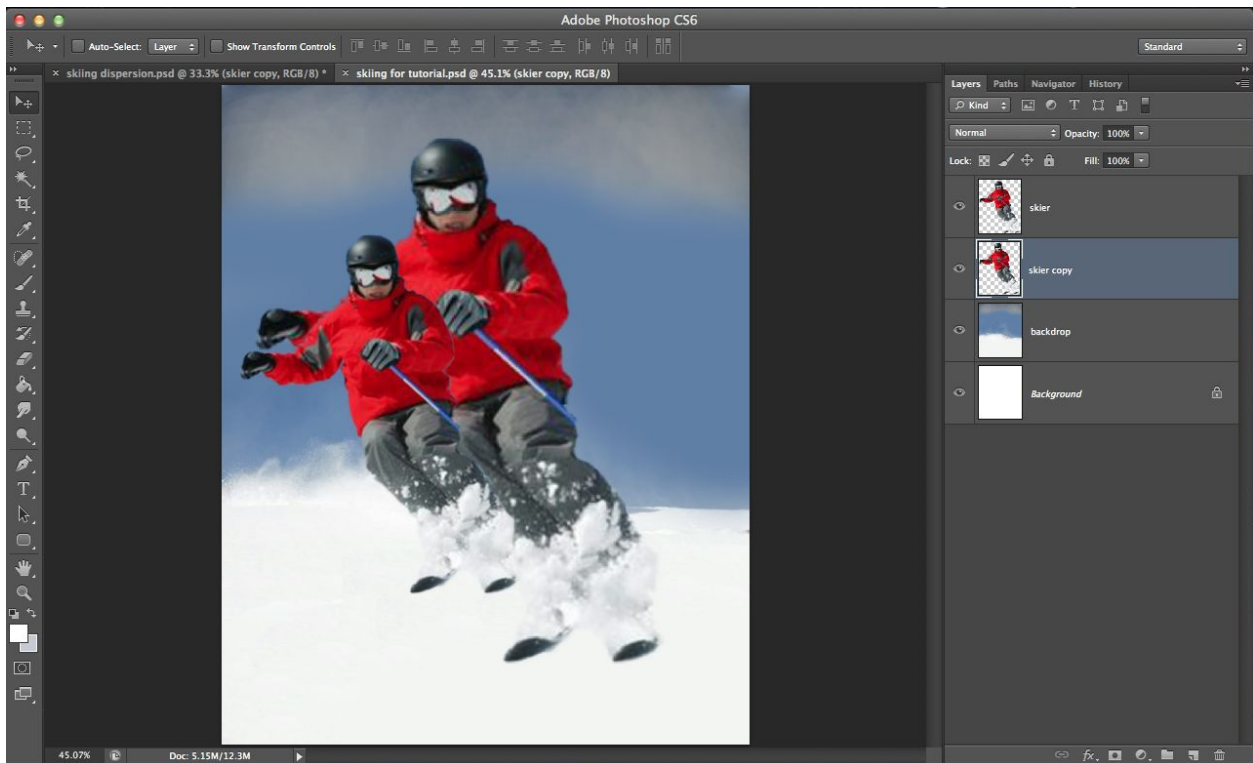 Adobe Photoshop CS6
Auto-Select: Layer Show Transform Controls Standard
× skiing dispersion.psd @ 33.3% (skier copy, RGB/8) * × skiing for tutorial.psd @ 45.1% (skier copy, RGB/8)
Layers Paths Navigator History
Kind
Normal Opacity: 100%
Lock: Fill: 100%
skier
skier copy
backdrop
Background
45.07% Doc: 5.15M/12.3M